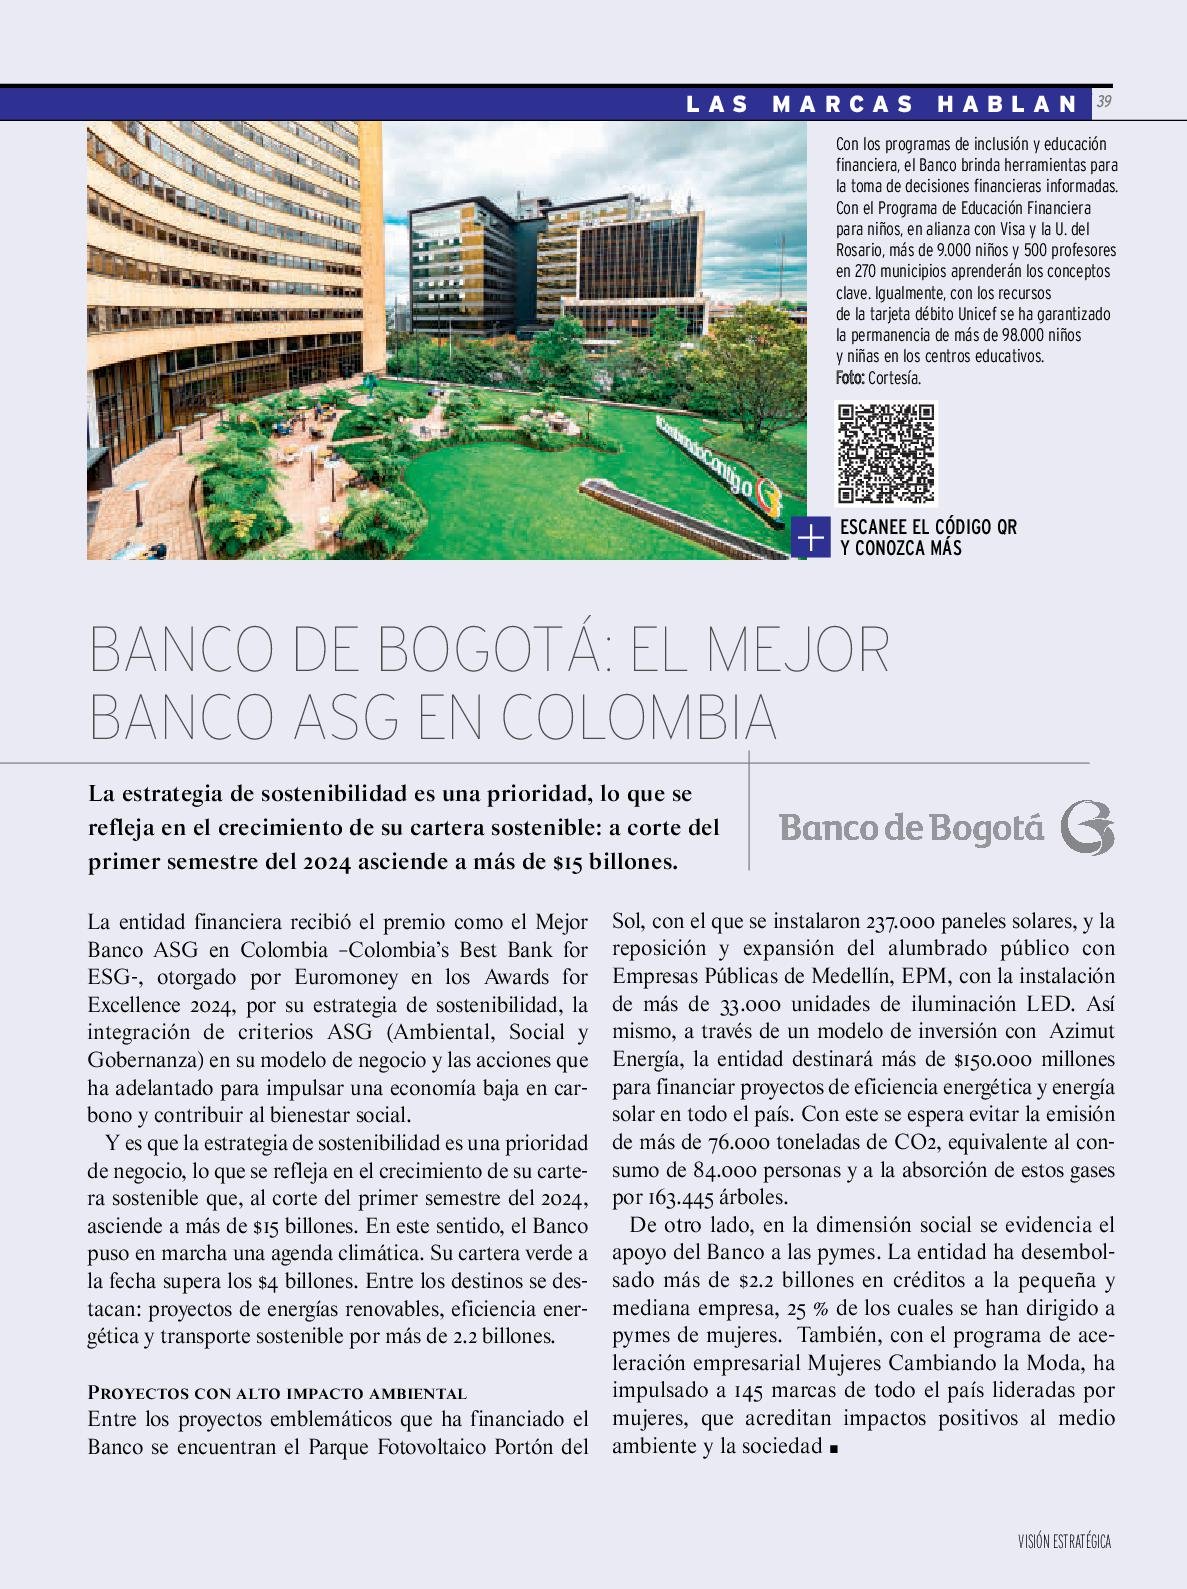 LAS MARCAS HABLAN
39
Con los programas de inclusión y educación
financiera, el Banco brinda herramientas para
la toma de decisiones financieras informadas.
Con el Programa de Educación Financiera
para niños, en alianza con Visa y la U. del
Rosario, más de 9.000 niños y 500 profesores
en 270 municipios aprenderán los conceptos
clave. Igualmente, con los recursos
de la tarjeta débito Unicef se ha garantizado
la permanencia de más de 98.000 niños
y niñas en los centros educativos.
Foto: Cortesía.
ESCANEE EL CÓDIGO QR
Y CONOZCA MÁS
BANCO DE BOGOTÁ: EL MEJOR
BANCO ASG EN COLOMBIA
La estrategia de sostenibilidad es una prioridad, lo que se
refleja en el crecimiento de su cartera sostenible: a corte del
primer semestre del 2024 asciende a más de $15 billones.
Banco de Bogotá
La entidad financiera recibió el premio como el Mejor
Banco ASG en Colombia –Colombia's Best Bank for
ESG-, otorgado por Euromoney en los Awards for
Excellence 2024, por su estrategia de sostenibilidad, la
integración de criterios ASG (Ambiental, Social y
Gobernanza) en su modelo de negocio y las acciones que
ha adelantado para impulsar una economía baja en car-
bono y contribuir al bienestar social.
Y es que la estrategia de sostenibilidad es una prioridad
de negocio, lo que se refleja en el crecimiento de su carte-
ra sostenible que, al corte del primer semestre del 2024,
asciende a más de $15 billones. En este sentido, el Banco
puso en marcha una agenda climática. Su cartera verde a
la fecha supera los $4 billones. Entre los destinos se des-
tacan: proyectos de energías renovables, eficiencia ener-
gética y transporte sostenible por más de 2.2 billones.
PROYECTOS CON ALTO IMPACTO AMBIENTAL
Entre los proyectos emblemáticos que ha financiado el
Banco se encuentran el Parque Fotovoltaico Portón del
Sol, con el que se instalaron 237.000 paneles solares, y la
reposición y expansión del alumbrado público con
Empresas Públicas de Medellín, EPM, con la instalación
de más de 33.000 unidades de iluminación LED. Así
mismo, a través de un modelo de inversión con Azimut
Energía, la entidad destinará más de $150.000 millones
para financiar proyectos de eficiencia energética y energía
solar en todo el país. Con este se espera evitar la emisión
de más de 76.000 toneladas de CO2, equivalente al con-
sumo de 84.000 personas y a la absorción de estos gases
por 163.445 árboles.
De otro lado, en la dimensión social se evidencia el
apoyo del Banco a las pymes. La entidad ha desembol-
sado más de $2.2 billones en créditos a la pequeña y
mediana empresa, 25 % de los cuales se han dirigido a
pymes de mujeres. También, con el programa de ace-
leración empresarial Mujeres Cambiando la Moda, ha
impulsado a 145 marcas de todo el país lideradas por
mujeres, que acreditan impactos positivos al medio
ambiente y la sociedad ■
VISIÓN ESTRATÉGICA